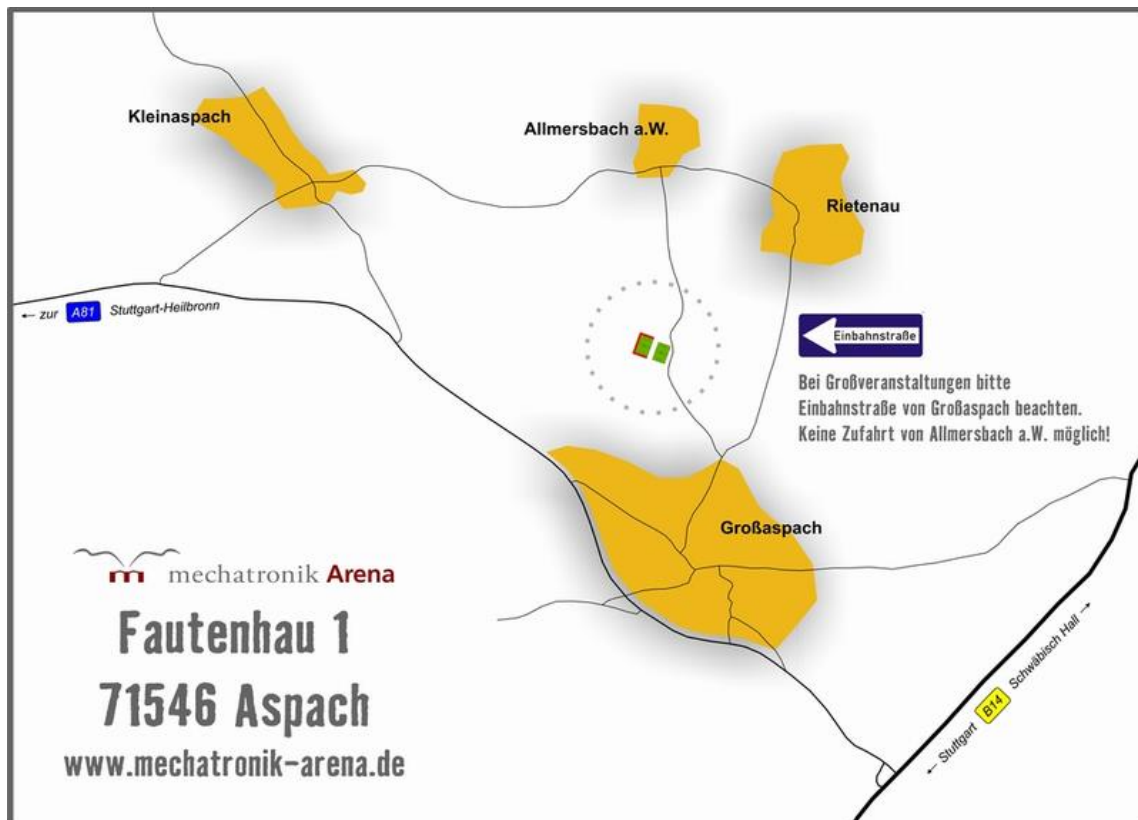 Kleinaspach
Allmersbach a.W.
Rietenau
← zur A81 Stuttgart-Heilbronn
Einbahnstraße
Bei Großveranstaltungen bitte
Einbahnstraße von Großaspach beachten.
Keine Zufahrt von Allmersbach a.W. möglich!
Großaspach
mechatronik Arena
Fautenhau 1
71546 Aspach
www.mechatronik-arena.de
← Stuttgart B14 Schwäbisch Hall →